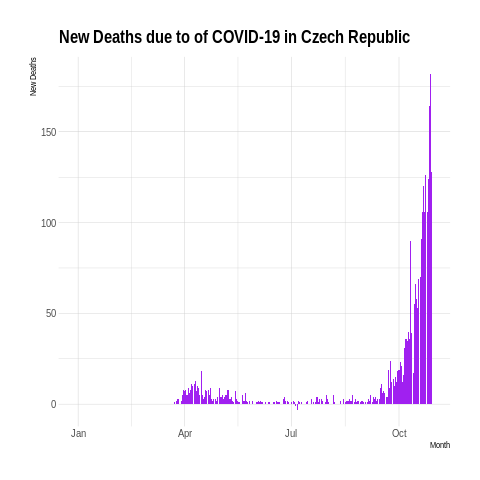 New Deaths due to of COVID-19 in Czech Republic
New Deaths
150
100
50
0
Jan Apr Jul Oct
Month